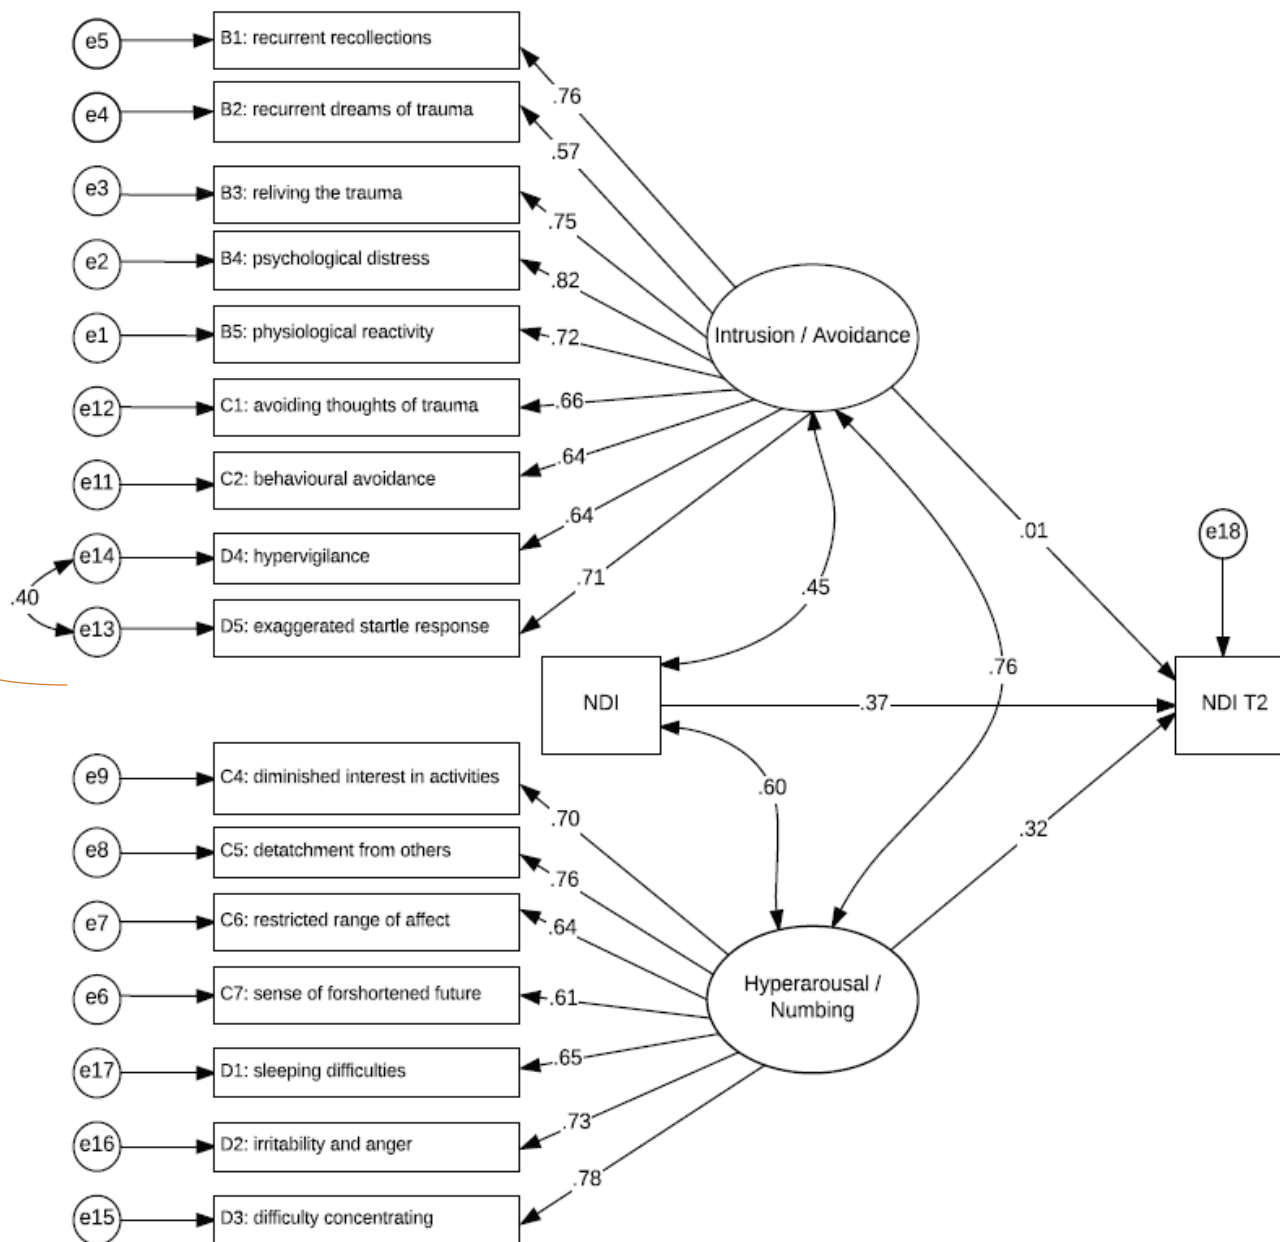 e5
B1: recurrent recollections
.76
e4
B2: recurrent dreams of trauma
.57
e3
B3: reliving the trauma
.75
e2
B4: psychological distress
.82
e1
B5: physiological reactivity
.72
Intrusion / Avoidance
e12
C1: avoiding thoughts of trauma
.66
e11
C2: behavioural avoidance
.64
e14
D4: hypervigilance
.64
.01
e18
.40
e13
D5: exaggerated startle response
.71
.45
.76
NDI
.37
NDI T2
e9
C4: diminished interest in activities
.70
.60
.32
e8
C5: detatchment from others
.76
e7
C6: restricted range of affect
.64
e6
C7: sense of forshortened future
.61
Hyperarousal /
Numbing
e17
D1: sleeping difficulties
.65
e16
D2: irritability and anger
.73
e15
D3: difficulty concentrating
.78